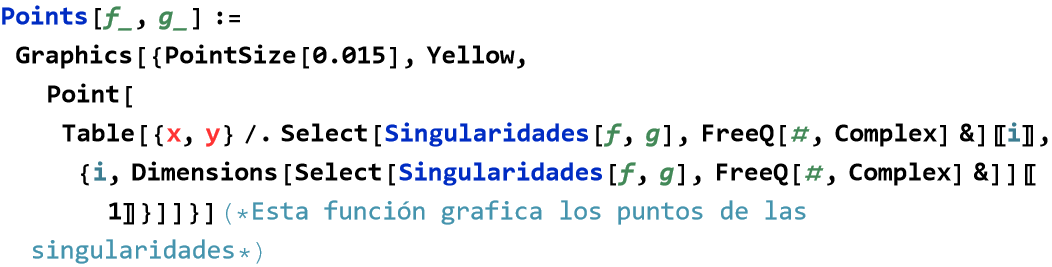 Points[f_, g_] :=
Graphics[{PointSize[0.015], Yellow,
Point[
Table[{x, y} /. Select[Singularidades[f, g], FreeQ[#, Complex] &]〚i〛,
{i, Dimensions[Select[Singularidades[f, g], FreeQ[#, Complex] &]]〚
1〛}]]}](*Esta función grafica los puntos de las
singularidades*)